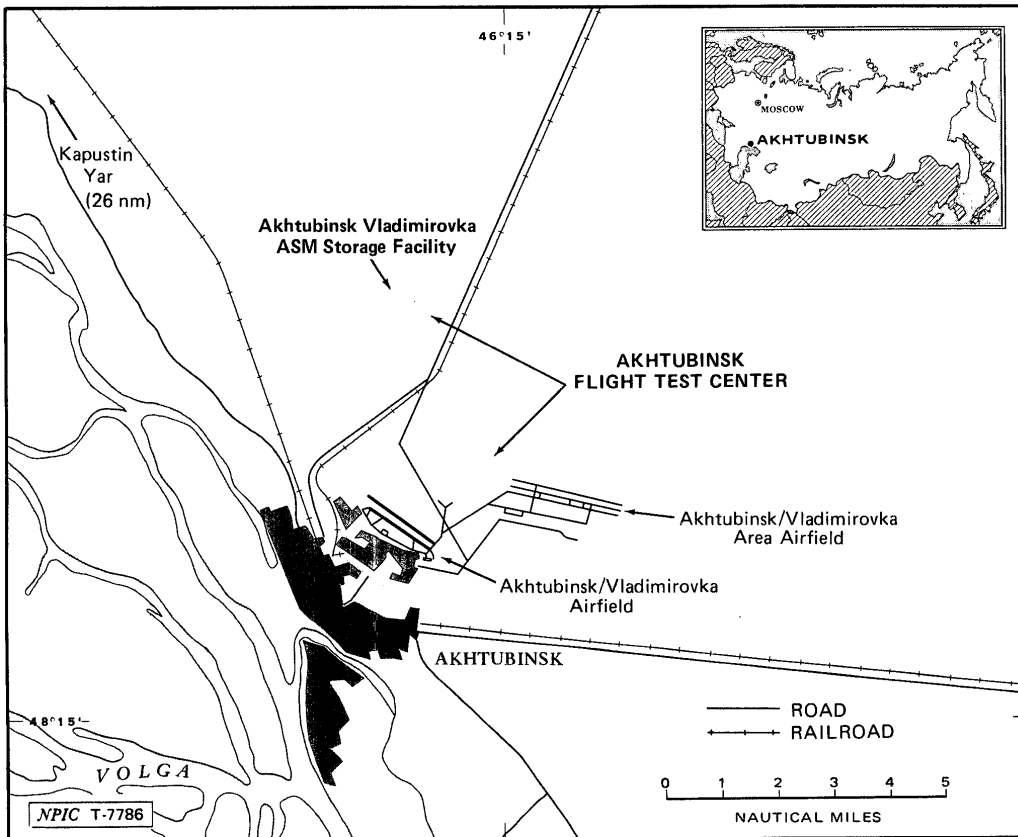 46°15'
MOSCOW
AKHTUBINSK
Kapustin
Yar
(26 nm)
Akhtubinsk Vladimirovka
ASM Storage Facility
AKHTUBINSK
FLIGHT TEST CENTER
Akhtubinsk/Vladimirovka
Area Airfield
Akhtubinsk/Vladimirovka
Airfield
AKHTUBINSK
48°15'
ROAD
RAILROAD
VOLGA
0 1 2 3 4 5
NAUTICAL MILES
NPIC T-7786